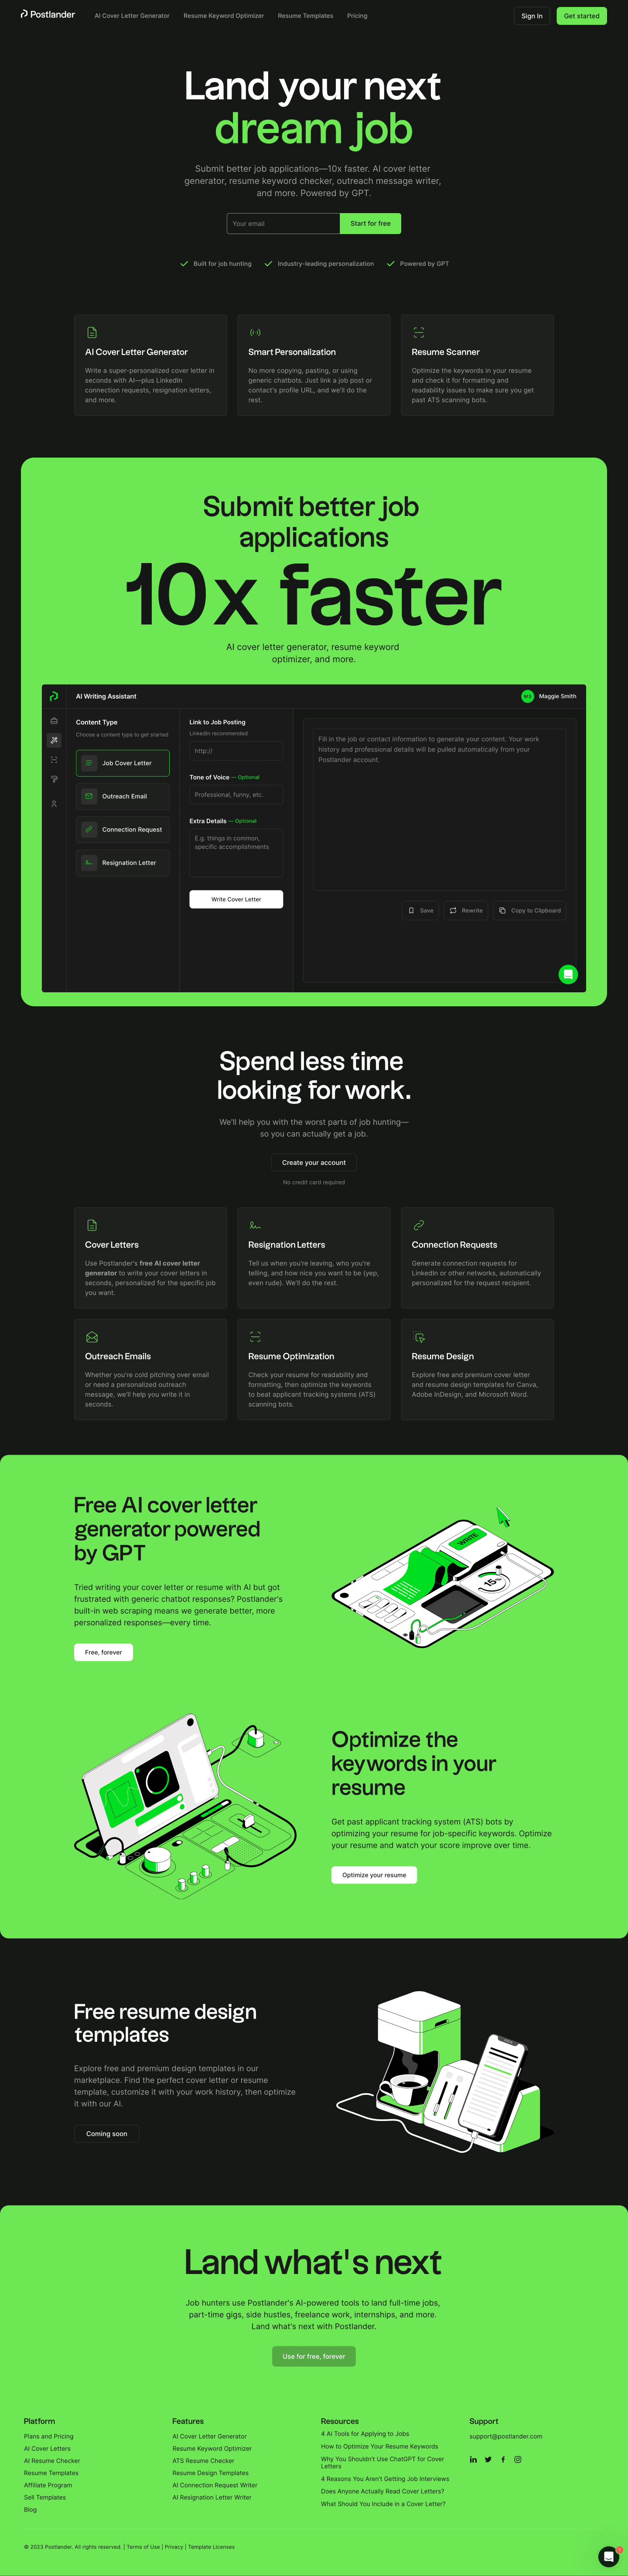 Postlander
AI Cover Letter Generator
Resume Keyword Optimizer
Resume Templates
Pricing
Sign In
Get started
Land your next
dream job
Submit better job applications—10x faster. AI cover letter
generator, resume keyword checker, outreach message writer,
and more. Powered by GPT.
Your email
Start for free
Built for job hunting
Industry-leading personalization
Powered by GPT
AI Cover Letter Generator
Write a super-personalized cover letter in
seconds with AI—plus LinkedIn
connection requests, resignation letters,
and more.
Smart Personalization
No more copying, pasting, or using
generic chatbots. Just link a job post or
contact's profile URL, and we'll do the
rest.
Resume Scanner
Optimize the keywords in your resume
and check it for formatting and
readability issues to make sure you get
past ATS scanning bots.
Submit better job
applications
10x faster
AI cover letter generator, resume keyword
optimizer, and more.
AI Writing Assistant
MS
Maggie Smith
Content Type
Choose a content type to get started
Job Cover Letter
Outreach Email
Connection Request
Resignation Letter
Link to Job Posting
LinkedIn recommended
http://
Tone of Voice — Optional
Professional, funny, etc.
Extra Details — Optional
E.g. things in common,
specific accomplishments
Write Cover Letter
Fill in the job or contact information to generate your content. Your work
history and professional details will be pulled automatically from your
Postlander account.
Save
Rewrite
Copy to Clipboard
Spend less time
looking for work.
We'll help you with the worst parts of job hunting—
so you can actually get a job.
Create your account
No credit card required
Cover Letters
Use Postlander's free AI cover letter
generator to write your cover letters in
seconds, personalized for the specific job
you want.
Resignation Letters
Tell us when you're leaving, who you're
telling, and how nice you want to be (yep,
even rude). We'll do the rest.
Connection Requests
Generate connection requests for
LinkedIn or other networks, automatically
personalized for the request recipient.
Outreach Emails
Whether you're cold pitching over email
or need a personalized outreach
message, we'll help you write it in
seconds.
Resume Optimization
Check your resume for readability and
formatting, then optimize the keywords
to beat applicant tracking systems (ATS)
scanning bots.
Resume Design
Explore free and premium cover letter
and resume design templates for Canva,
Adobe InDesign, and Microsoft Word.
Free AI cover letter
generator powered
by GPT
Tried writing your cover letter or resume with AI but got
frustrated with generic chatbot responses? Postlander's
built-in web scraping means we generate better, more
personalized responses—every time.
Free, forever
WRITE
Optimize the
keywords in your
resume
Get past applicant tracking system (ATS) bots by
optimizing your resume for job-specific keywords. Optimize
your resume and watch your score improve over time.
Optimize your resume
Free resume design
templates
Explore free and premium design templates in our
marketplace. Find the perfect cover letter or resume
template, customize it with your work history, then optimize
it with our AI.
Coming soon
Land what's next
Job hunters use Postlander's AI-powered tools to land full-time jobs,
part-time gigs, side hustles, freelance work, internships, and more.
Land what's next with Postlander.
Use for free, forever
Platform
Plans and Pricing
AI Cover Letters
AI Resume Checker
Resume Templates
Affiliate Program
Sell Templates
Blog
Features
AI Cover Letter Generator
Resume Keyword Optimizer
ATS Resume Checker
Resume Design Templates
AI Connection Request Writer
AI Resignation Letter Writer
Resources
4 AI Tools for Applying to Jobs
How to Optimize Your Resume Keywords
Why You Shouldn't Use ChatGPT for Cover
Letters
4 Reasons You Aren't Getting Job Interviews
Does Anyone Actually Read Cover Letters?
What Should You Include in a Cover Letter?
Support
support@postlander.com
© 2023 Postlander. All rights reserved. | Terms of Use | Privacy | Template Licenses
1